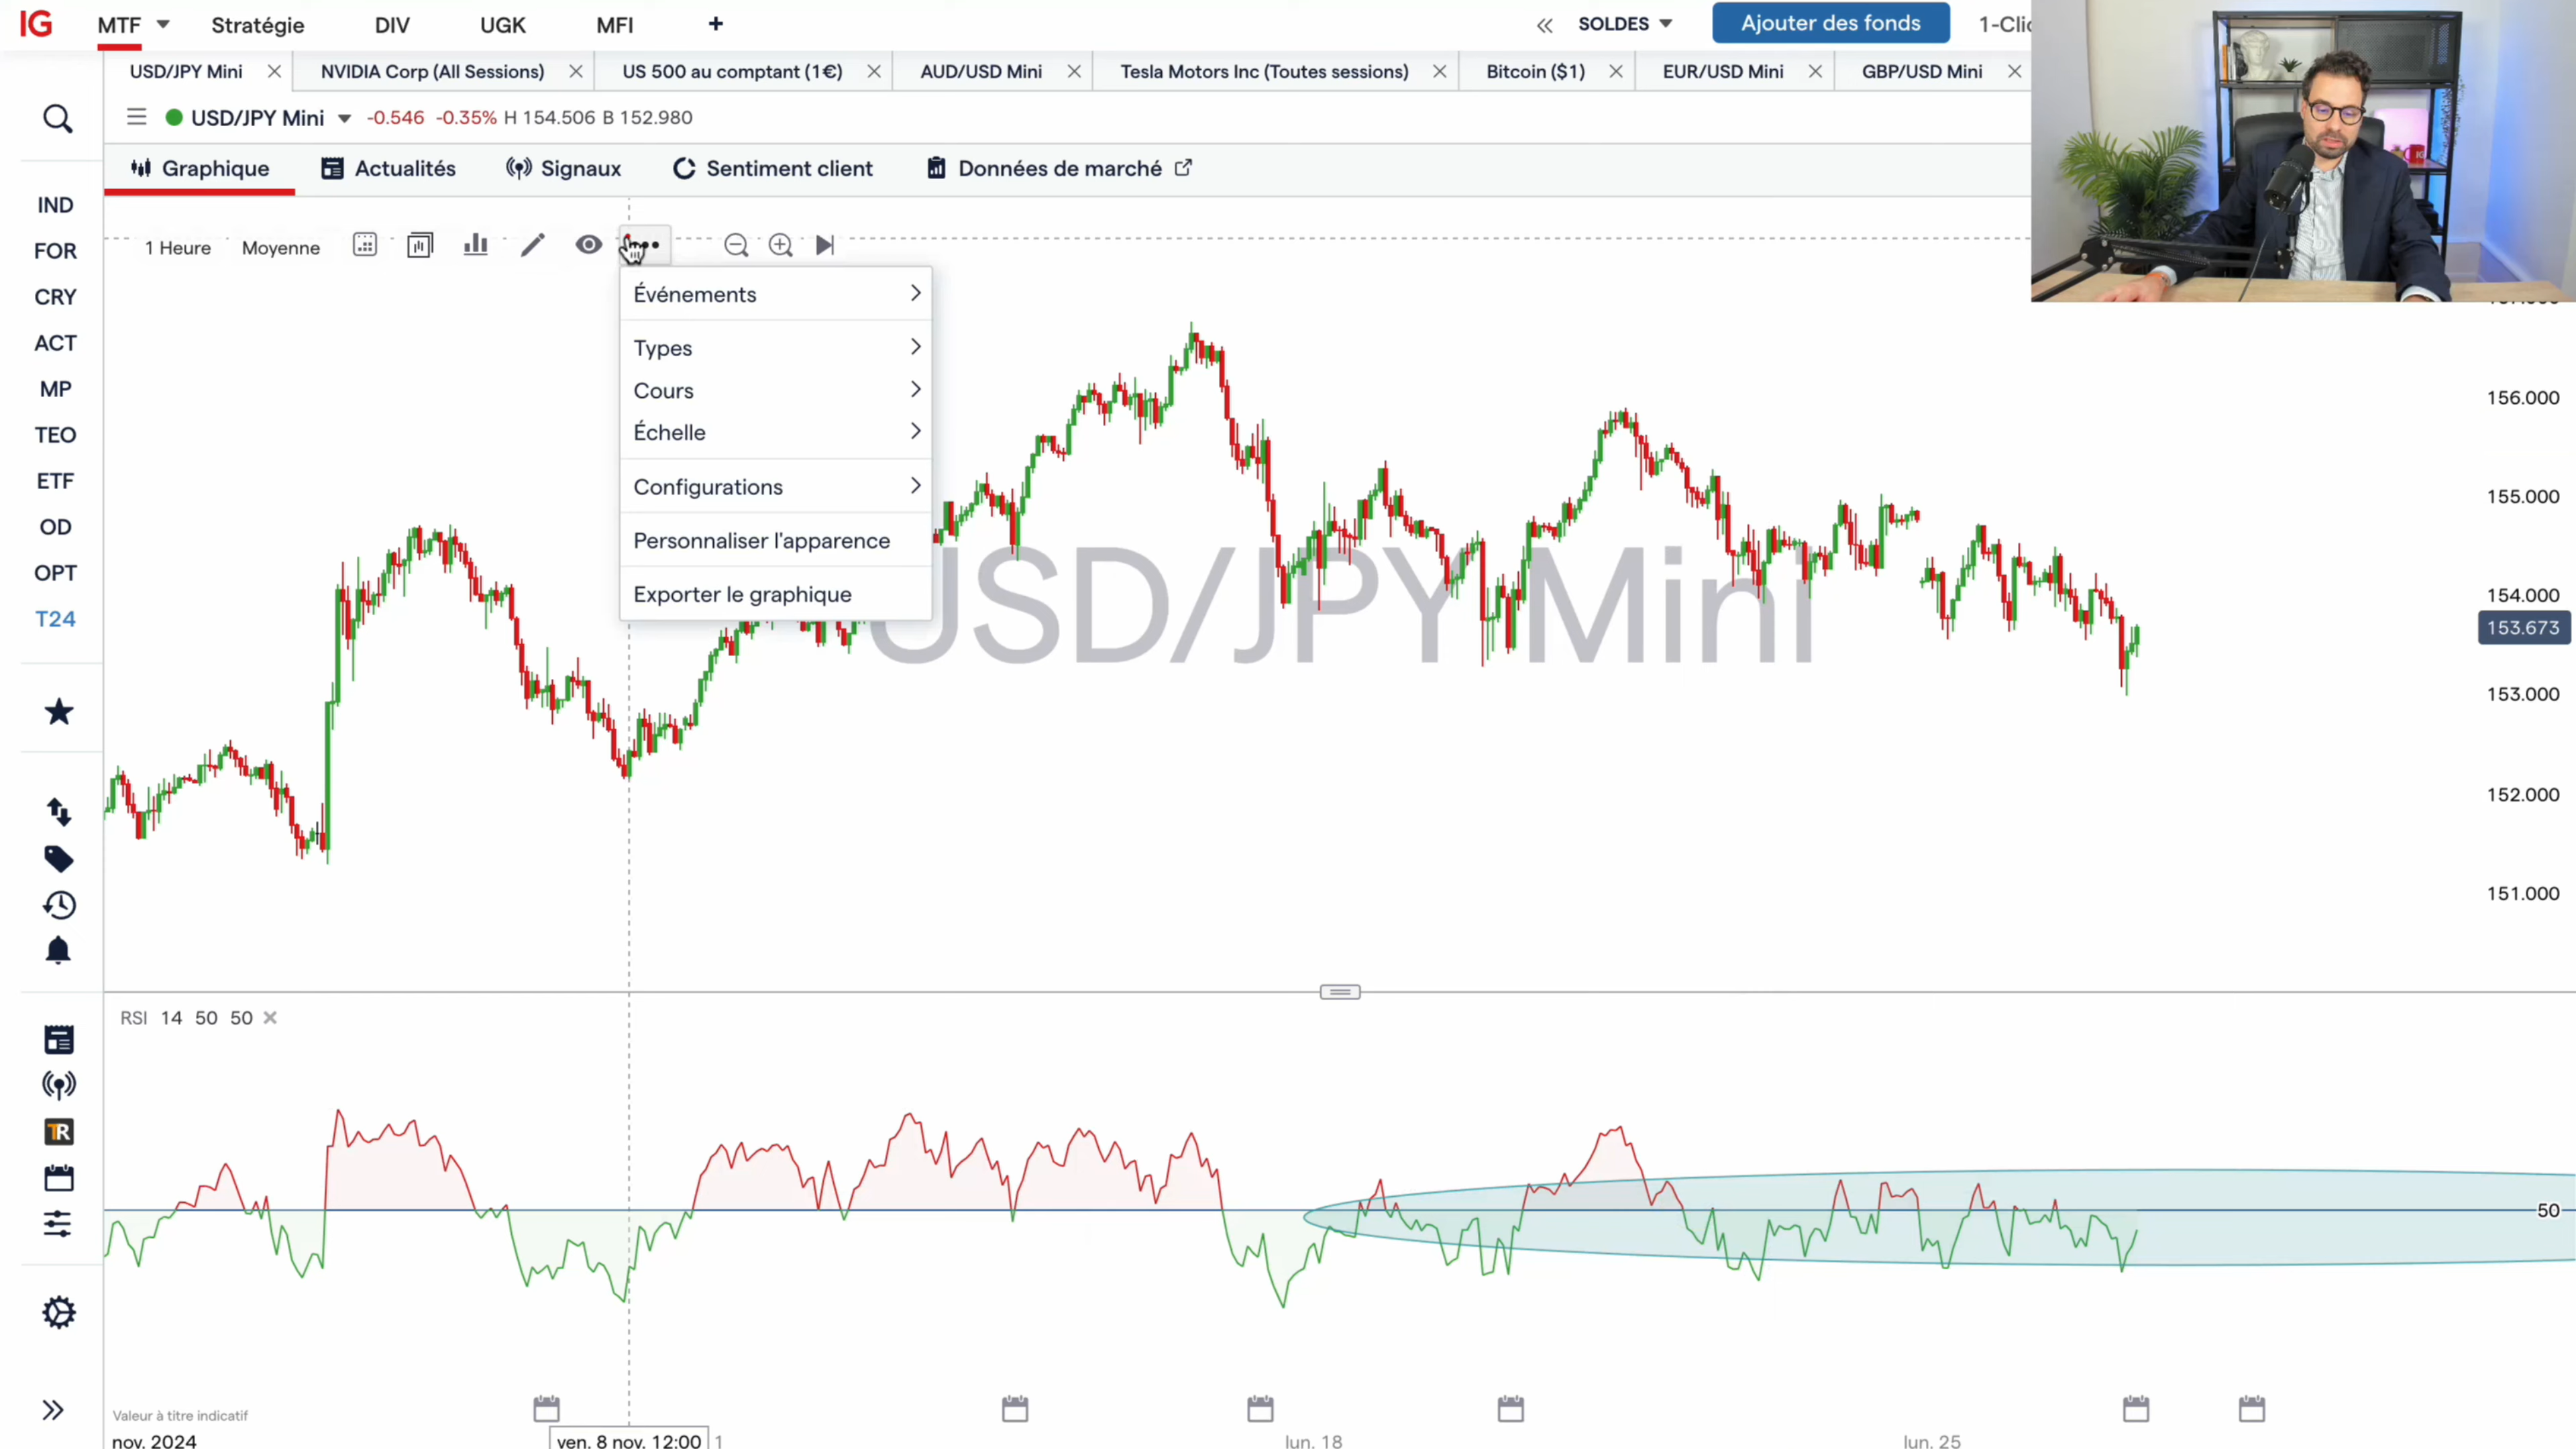 IG MTF Stratégie DIV UGK MFI + SOLDES Ajouter des fonds 1-Clic
USD/JPY Mini NVIDIA Corp (All Sessions) US 500 au comptant (1€) AUD/USD Mini Tesla Motors Inc (Toutes sessions) Bitcoin ($1) EUR/USD Mini GBP/USD Mini
USD/JPY Mini -0.546 -0.35% H 154.506 B 152.980
Graphique Actualités Signaux Sentiment client Données de marché
1 Heure Moyenne
IND
FOR
CRY
ACT
MP
TEO
ETF
OD
OPT
T24
TR
Événements
Types
Cours
Échelle
Configurations
Personnaliser l'apparence
Exporter le graphique
USD/JPY Mini
156.000
155.000
154.000
153.673
153.000
152.000
151.000
RSI 14 50 50
50
Valeur à titre indicatif
nov. 2024 ven. 8 nov. 12:00 1 lun. 18 lun. 25